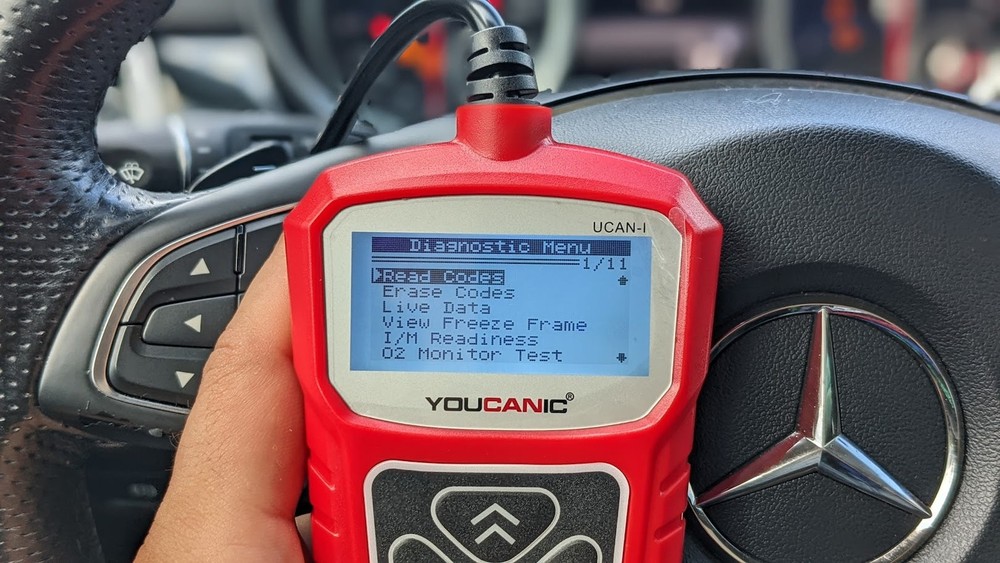 UCAN-I
Diagnostic Menu
1/11
Read Codes
Erase Codes
Live Data
View Freeze Frame
I/M Readiness
O2 Monitor Test
YOUCANIC®